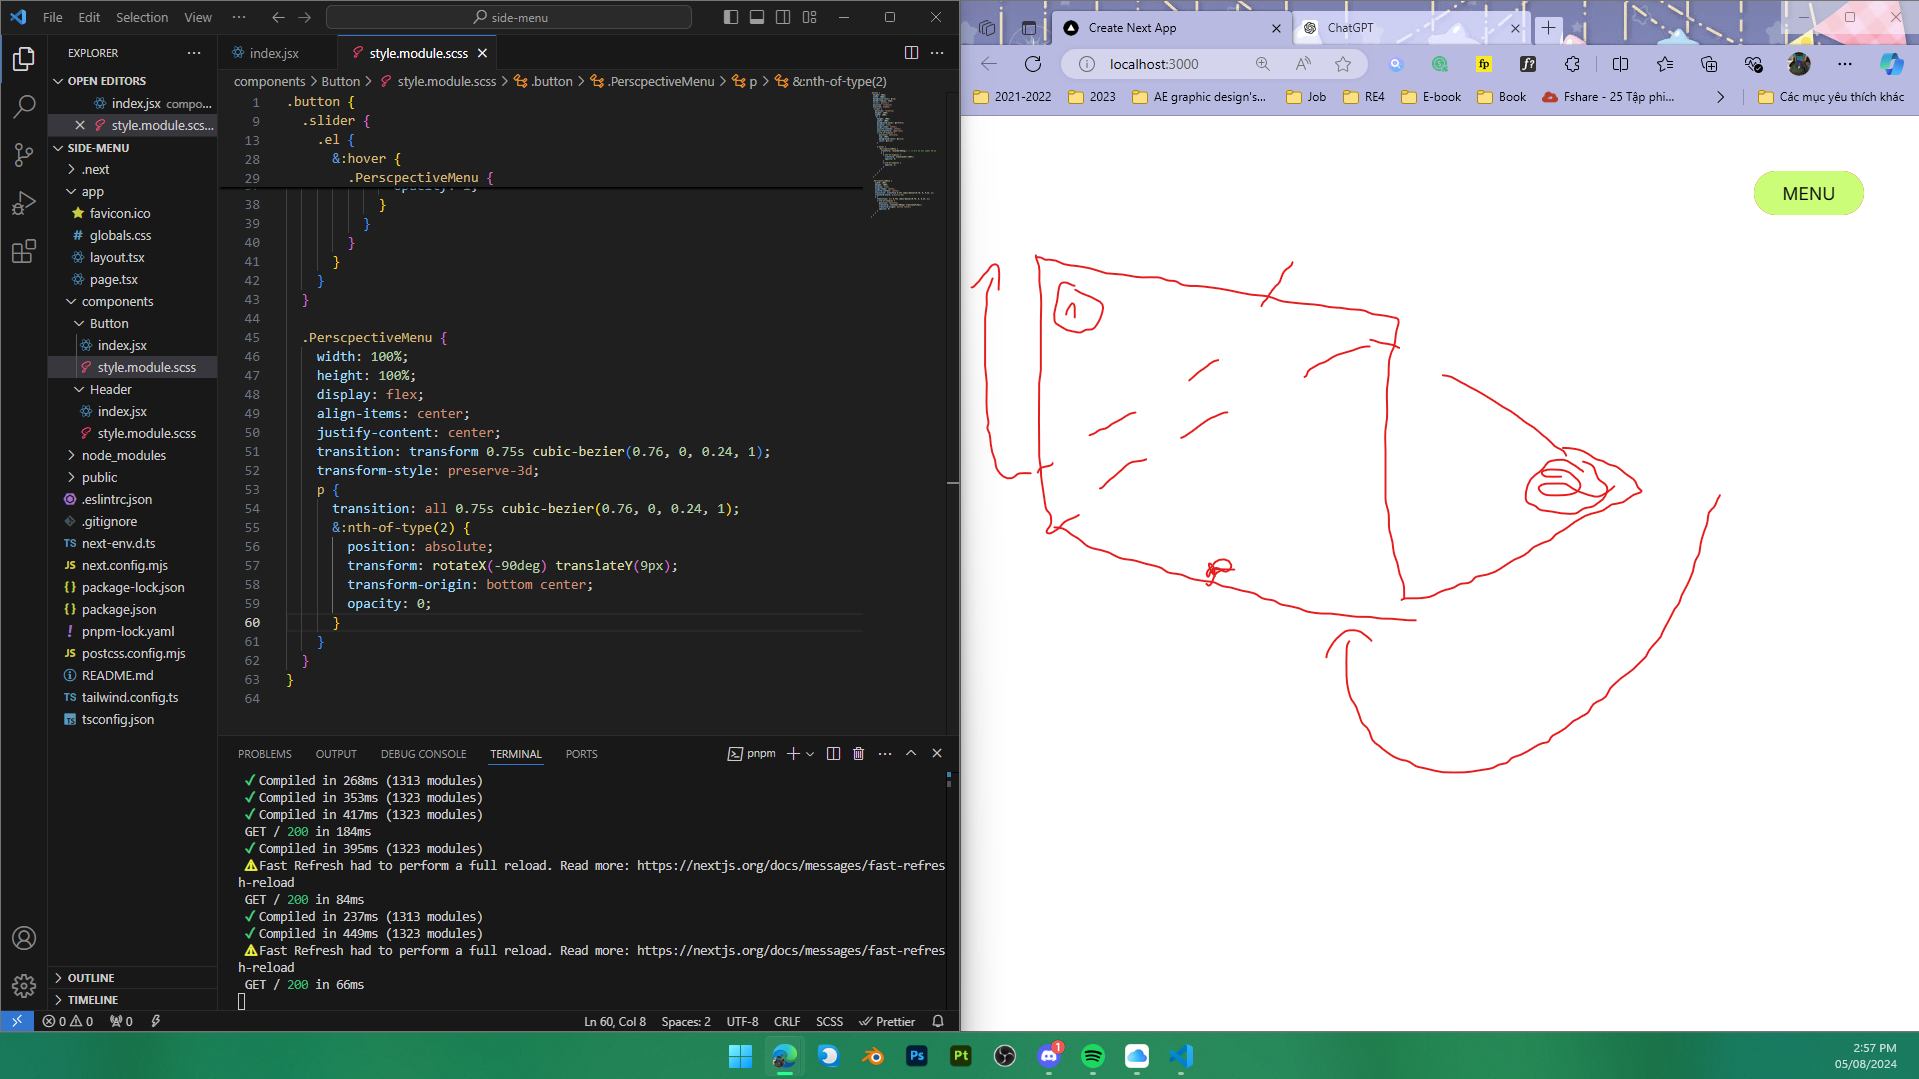 File Edit Selection View ··· side-menu
EXPLORER
OPEN EDITORS
index.jsx compo...
style.module.scs...
SIDE-MENU
.next
app
favicon.ico
# globals.css
layout.tsx
page.tsx
components
Button
index.jsx
style.module.scss
Header
index.jsx
style.module.scss
node_modules
public
.eslintrc.json
.gitignore
TS next-env.d.ts
JS next.config.mjs
{} package-lock.json
{} package.json
! pnpm-lock.yaml
JS postcss.config.mjs
README.md
TS tailwind.config.ts
tsconfig.json
OUTLINE
TIMELINE
index.jsx style.module.scss
components > Button > style.module.scss > .button > .PerscpectiveMenu > p > &:nth-of-type(2)
1 .button {
9 .slider {
13 .el {
28 &:hover {
29 .PerscpectiveMenu {
38 }
39 }
40 }
41 }
42 }
43 }
44
45 .PerscpectiveMenu {
46 width: 100%;
47 height: 100%;
48 display: flex;
49 align-items: center;
50 justify-content: center;
51 transition: transform 0.75s cubic-bezier(0.76, 0, 0.24, 1);
52 transform-style: preserve-3d;
53 p {
54 transition: all 0.75s cubic-bezier(0.76, 0, 0.24, 1);
55 &:nth-of-type(2) {
56 position: absolute;
57 transform: rotateX(-90deg) translateY(9px);
58 transform-origin: bottom center;
59 opacity: 0;
60 }
61 }
62 }
63 }
64
PROBLEMS OUTPUT DEBUG CONSOLE TERMINAL PORTS pnpm
✓ Compiled in 268ms (1313 modules)
✓ Compiled in 353ms (1323 modules)
✓ Compiled in 417ms (1323 modules)
GET / 200 in 184ms
✓ Compiled in 395ms (1323 modules)
⚠ Fast Refresh had to perform a full reload. Read more: https://nextjs.org/docs/messages/fast-refres
h-reload
GET / 200 in 84ms
✓ Compiled in 237ms (1313 modules)
✓ Compiled in 449ms (1323 modules)
⚠ Fast Refresh had to perform a full reload. Read more: https://nextjs.org/docs/messages/fast-refres
h-reload
GET / 200 in 66ms
0 0 0 Ln 60, Col 8 Spaces: 2 UTF-8 CRLF SCSS Prettier
Create Next App ChatGPT
localhost:3000
2021-2022 2023 AE graphic design's... Job RE4 E-book Book Fshare - 25 Tập phi... Các mục yêu thích khác
MENU
Ps Pt 1
2:57 PM
05/08/2024